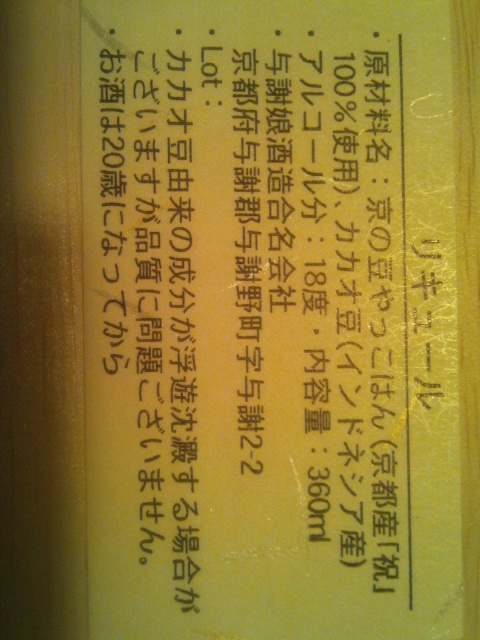 リキュール
・原材料名：京の豆やっこはん(京都産「祝」
100%使用)、カカオ豆(インドネシア産)
・アルコール分：18度・内容量：360ml
・与謝娘酒造合名会社
京都府与謝郡与謝野町字与謝2-2
・Lot：
・カカオ豆由来の成分が浮遊沈澱する場合が
ございますが品質に問題ございません。
・お酒は20歳になってから